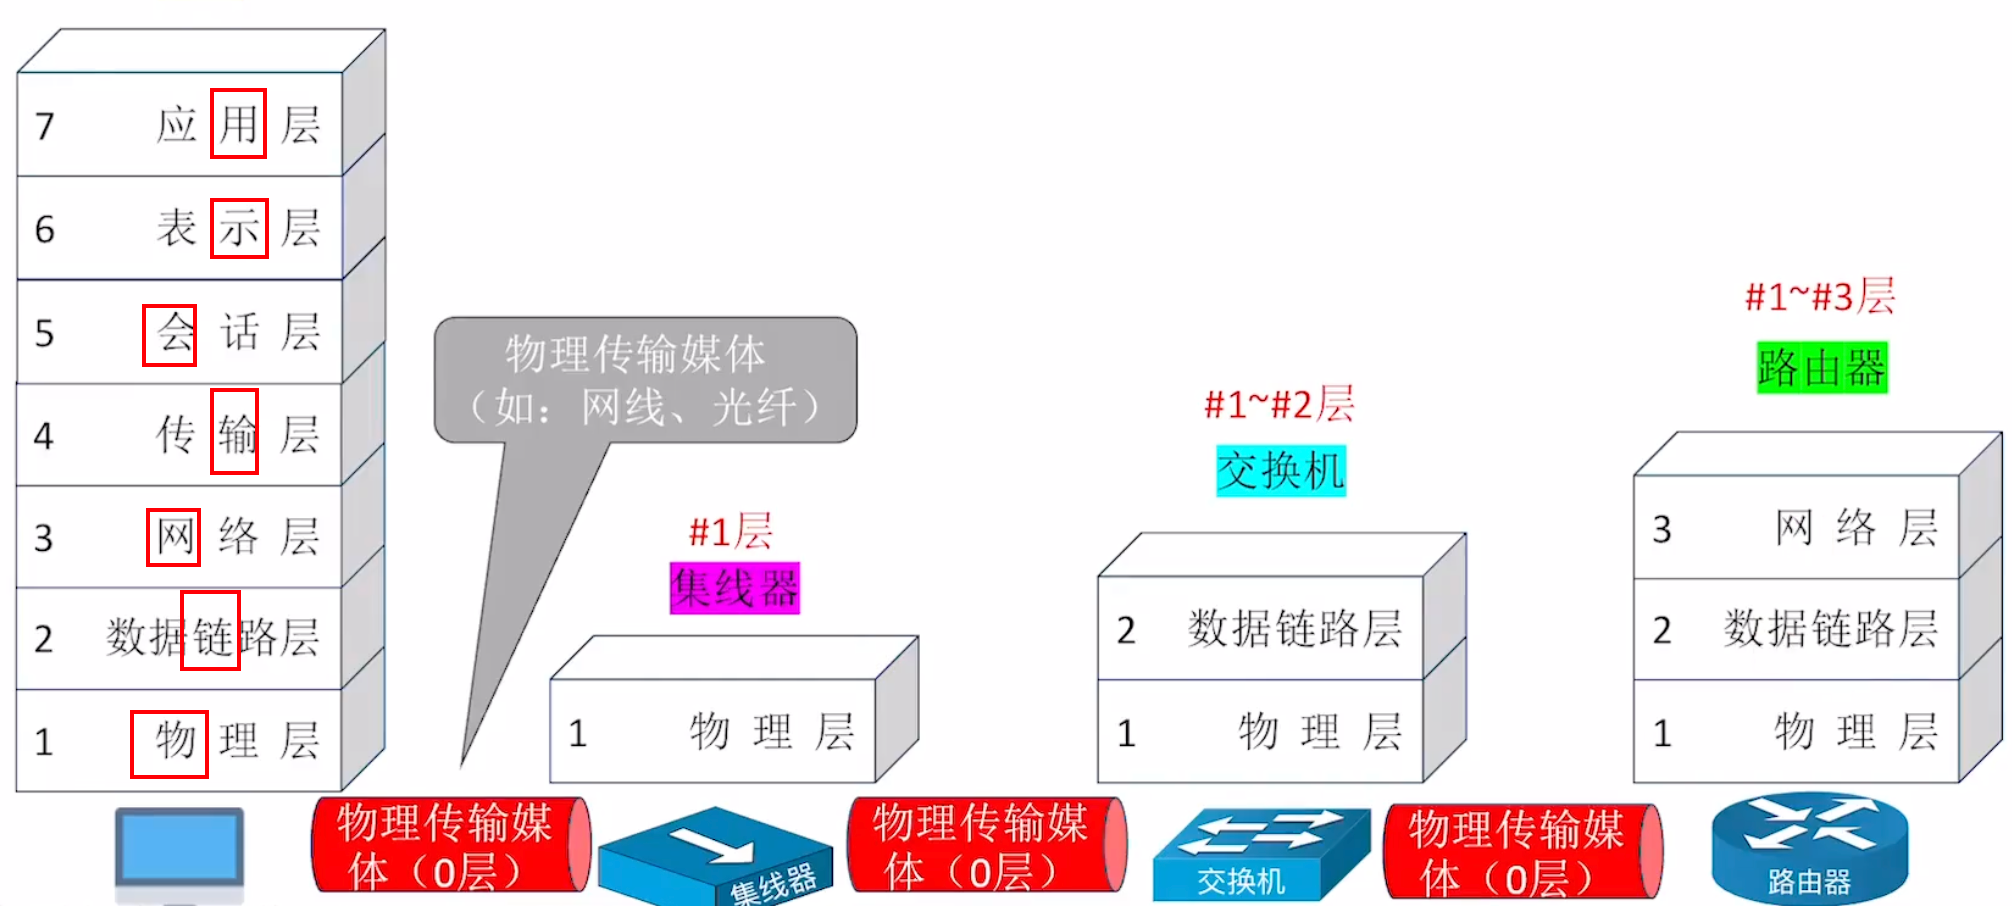 7 应用层
6 表示层
5 会话层
4 传输层
3 网络层
2 数据链路层
1 物理层
物理传输媒体
（如：网线、光纤）
#1层
集线器
1 物理层
#1~#2层
交换机
2 数据链路层
1 物理层
#1~#3层
路由器
3 网络层
2 数据链路层
1 物理层
物理传输媒
体（0层）
集线器
物理传输媒
体（0层）
交换机
物理传输媒
体（0层）
路由器